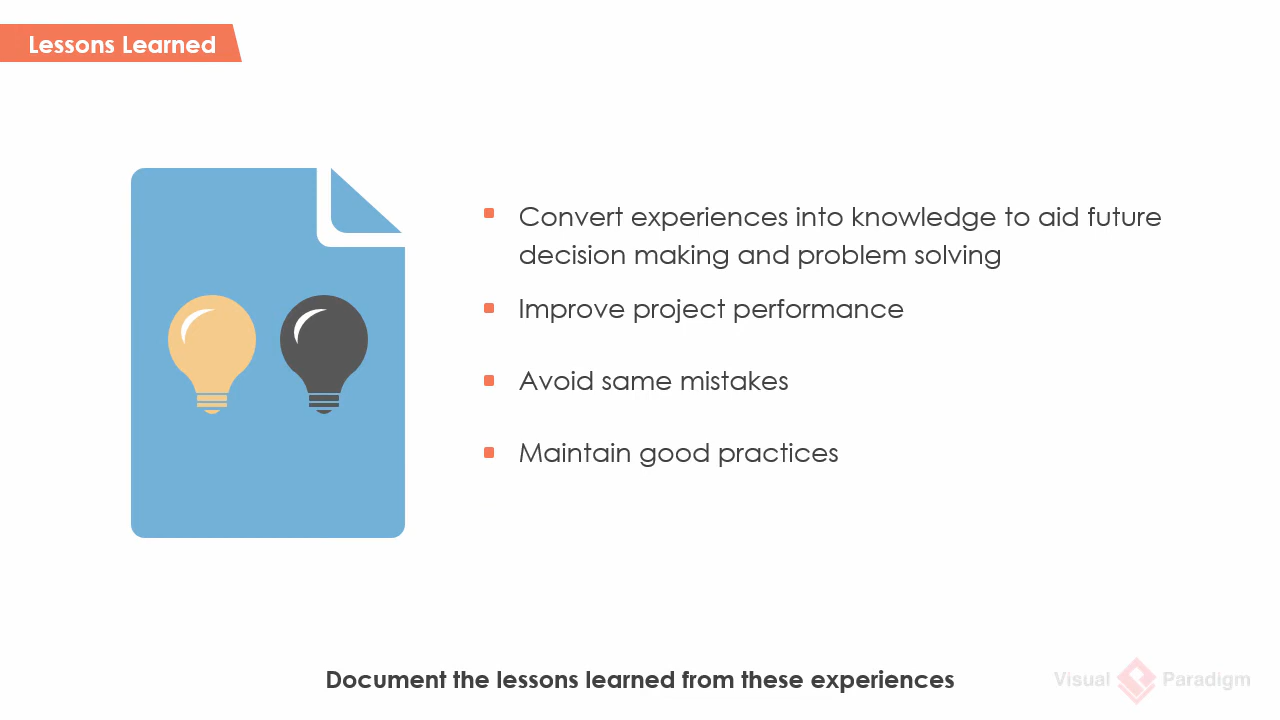 Lessons Learned
Convert experiences into knowledge to aid future
decision making and problem solving
Improve project performance
Avoid same mistakes
Maintain good practices
Document the lessons learned from these experiences
Visual Paradigm